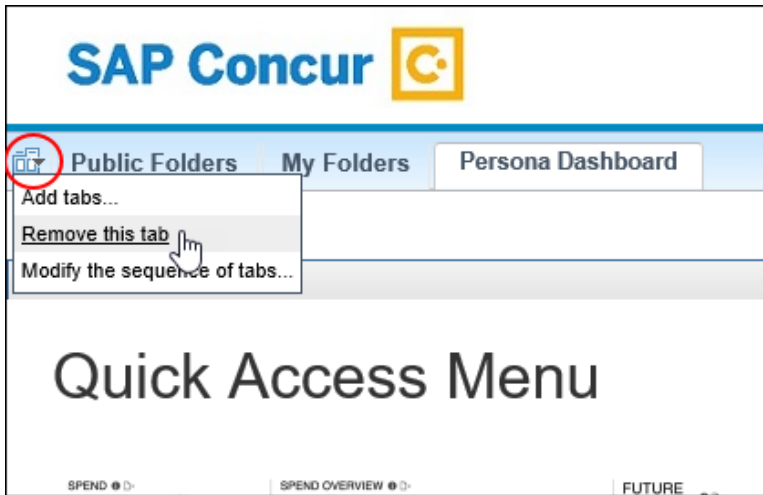 SAP Concur
Public Folders My Folders Persona Dashboard
Add tabs...
Remove this tab
Modify the sequence of tabs...
Quick Access Menu
SPEND SPEND OVERVIEW FUTURE